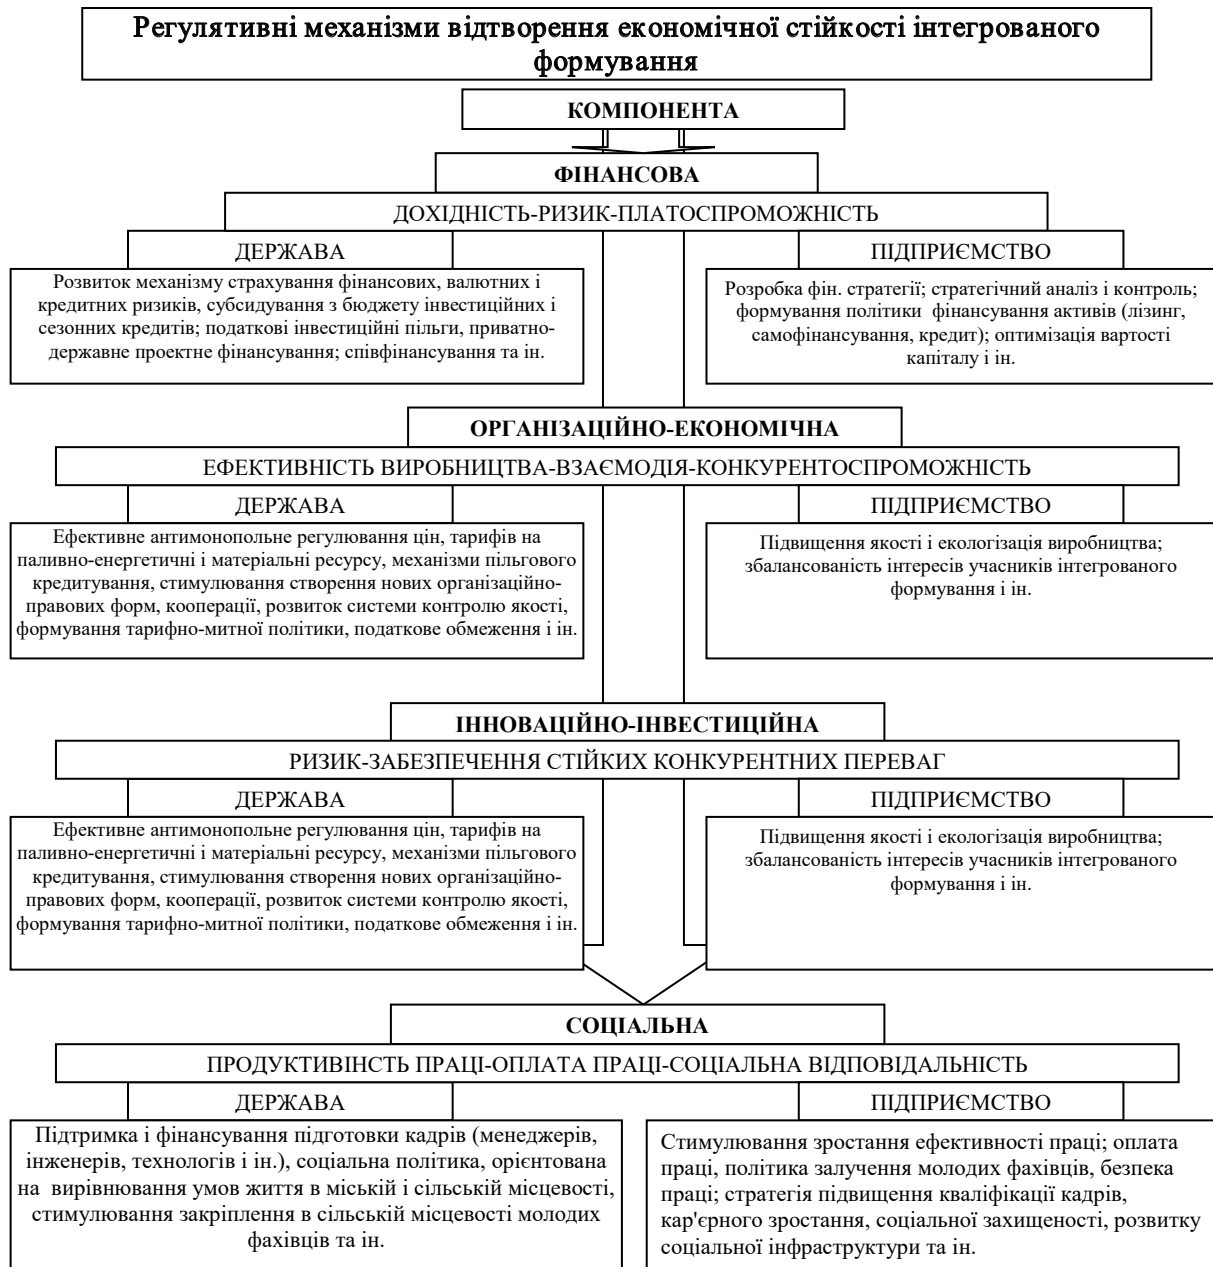 Регулятивні механізми відтворення економічної стійкості інтегрованого
формування
КОМПОНЕНТА
ФІНАНСОВА
ДОХІДНІСТЬ-РИЗИК-ПЛАТОСПРОМОЖНІСТЬ
ДЕРЖАВА
Розвиток механізму страхування фінансових, валютних і
кредитних ризиків, субсидування з бюджету інвестиційних і
сезонних кредитів; податкові інвестиційні пільги, приватно-
державне проектне фінансування; співфінансування та ін.
ПІДПРИЄМСТВО
Розробка фін. стратегії; стратегічний аналіз і контроль;
формування політики фінансування активів (лізинг,
самофінансування, кредит); оптимізація вартості
капіталу і ін.
ОРГАНІЗАЦІЙНО-ЕКОНОМІЧНА
ЕФЕКТИВНІСТЬ ВИРОБНИЦТВА-ВЗАЄМОДІЯ-КОНКУРЕНТОСПРОМОЖНІСТЬ
ДЕРЖАВА
Ефективне антимонопольне регулювання цін, тарифів на
паливно-енергетичні і матеріальні ресурсу, механізми пільгового
кредитування, стимулювання створення нових організаційно-
правових форм, кооперації, розвиток системи контролю якості,
формування тарифно-митної політики, податкове обмеження і ін.
ПІДПРИЄМСТВО
Підвищення якості і екологізація виробництва;
збалансованість інтересів учасників інтегрованого
формування і ін.
ІННОВАЦІЙНО-ІНВЕСТИЦІЙНА
РИЗИК-ЗАБЕЗПЕЧЕННЯ СТІЙКИХ КОНКУРЕНТНИХ ПЕРЕВАГ
ДЕРЖАВА
Ефективне антимонопольне регулювання цін, тарифів на
паливно-енергетичні і матеріальні ресурсу, механізми пільгового
кредитування, стимулювання створення нових організаційно-
правових форм, кооперації, розвиток системи контролю якості,
формування тарифно-митної політики, податкове обмеження і ін.
ПІДПРИЄМСТВО
Підвищення якості і екологізація виробництва;
збалансованість інтересів учасників інтегрованого
формування і ін.
СОЦІАЛЬНА
ПРОДУКТИВІНСТЬ ПРАЦІ-ОПЛАТА ПРАЦІ-СОЦІАЛЬНА ВІДПОВІДАЛЬНІСТЬ
ДЕРЖАВА
Підтримка і фінансування підготовки кадрів (менеджерів,
інженерів, технологів і ін.), соціальна політика, орієнтована
на вирівнювання умов життя в міській і сільській місцевості,
стимулювання закріплення в сільській місцевості молодих
фахівців та ін.
ПІДПРИЄМСТВО
Стимулювання зростання ефективності праці; оплата
праці, політика залучення молодих фахівців, безпека
праці; стратегія підвищення кваліфікації кадрів,
кар'єрного зростання, соціальної захищеності, розвитку
соціальної інфраструктури та ін.